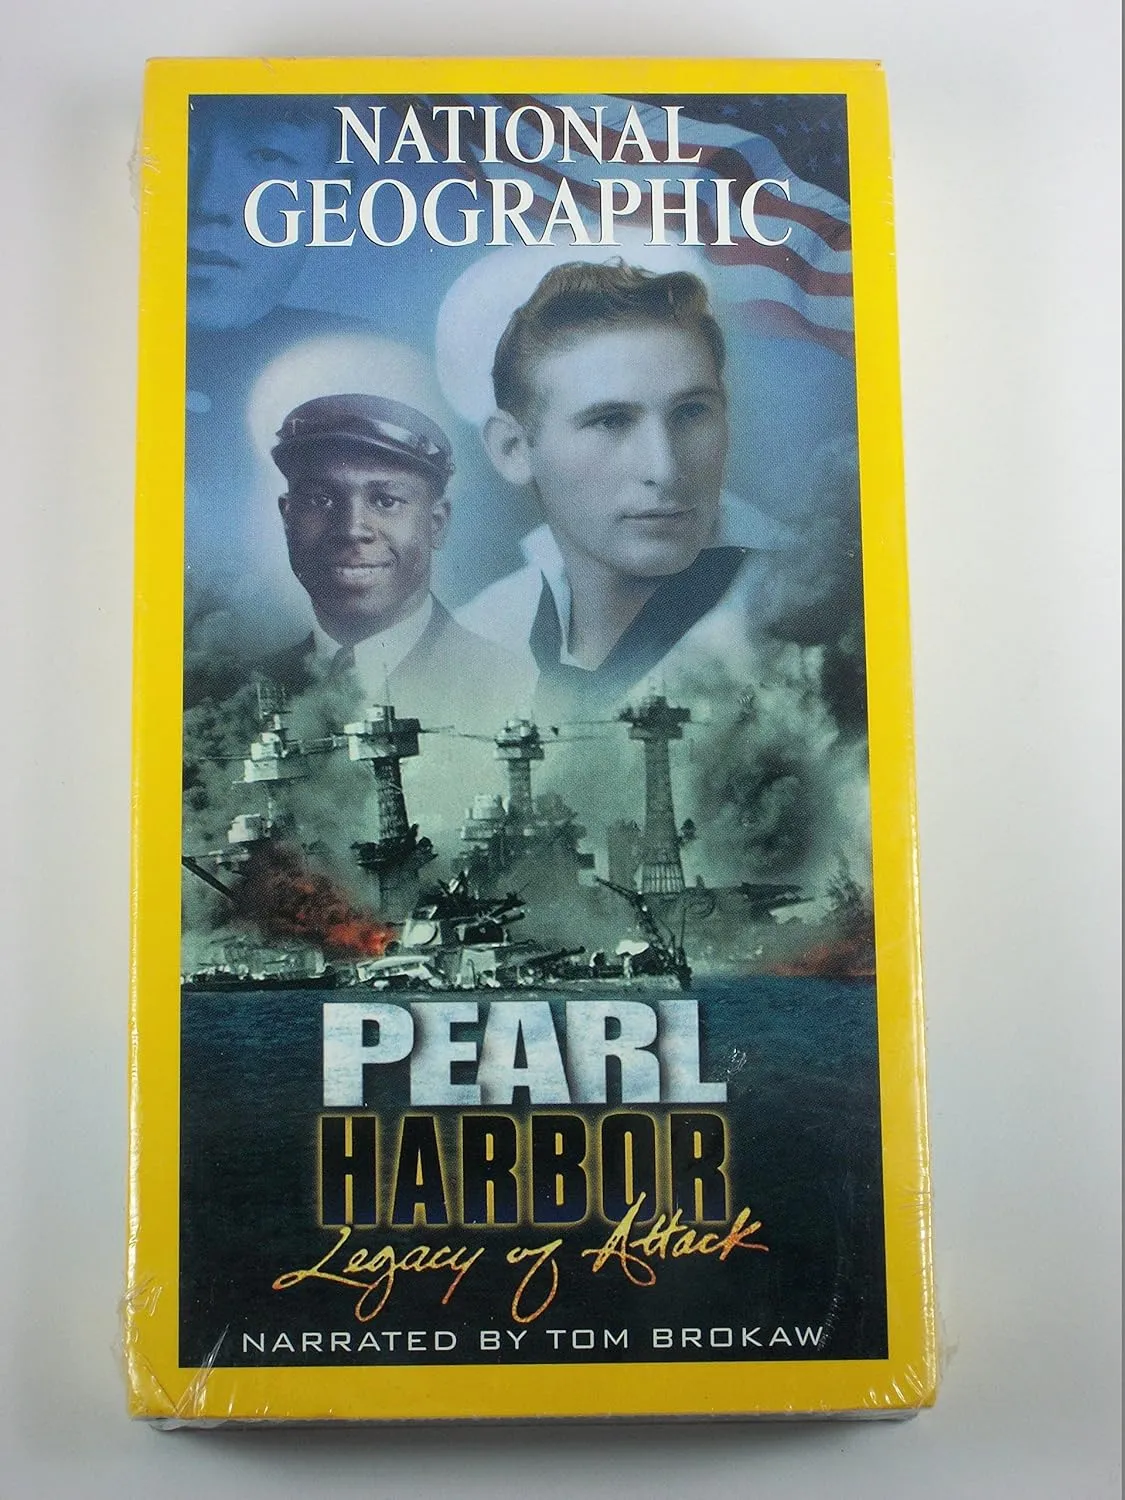 NATIONAL
GEOGRAPHIC
PEARL
HARBOR
Legacy of Attack
NARRATED BY TOM BROKAW